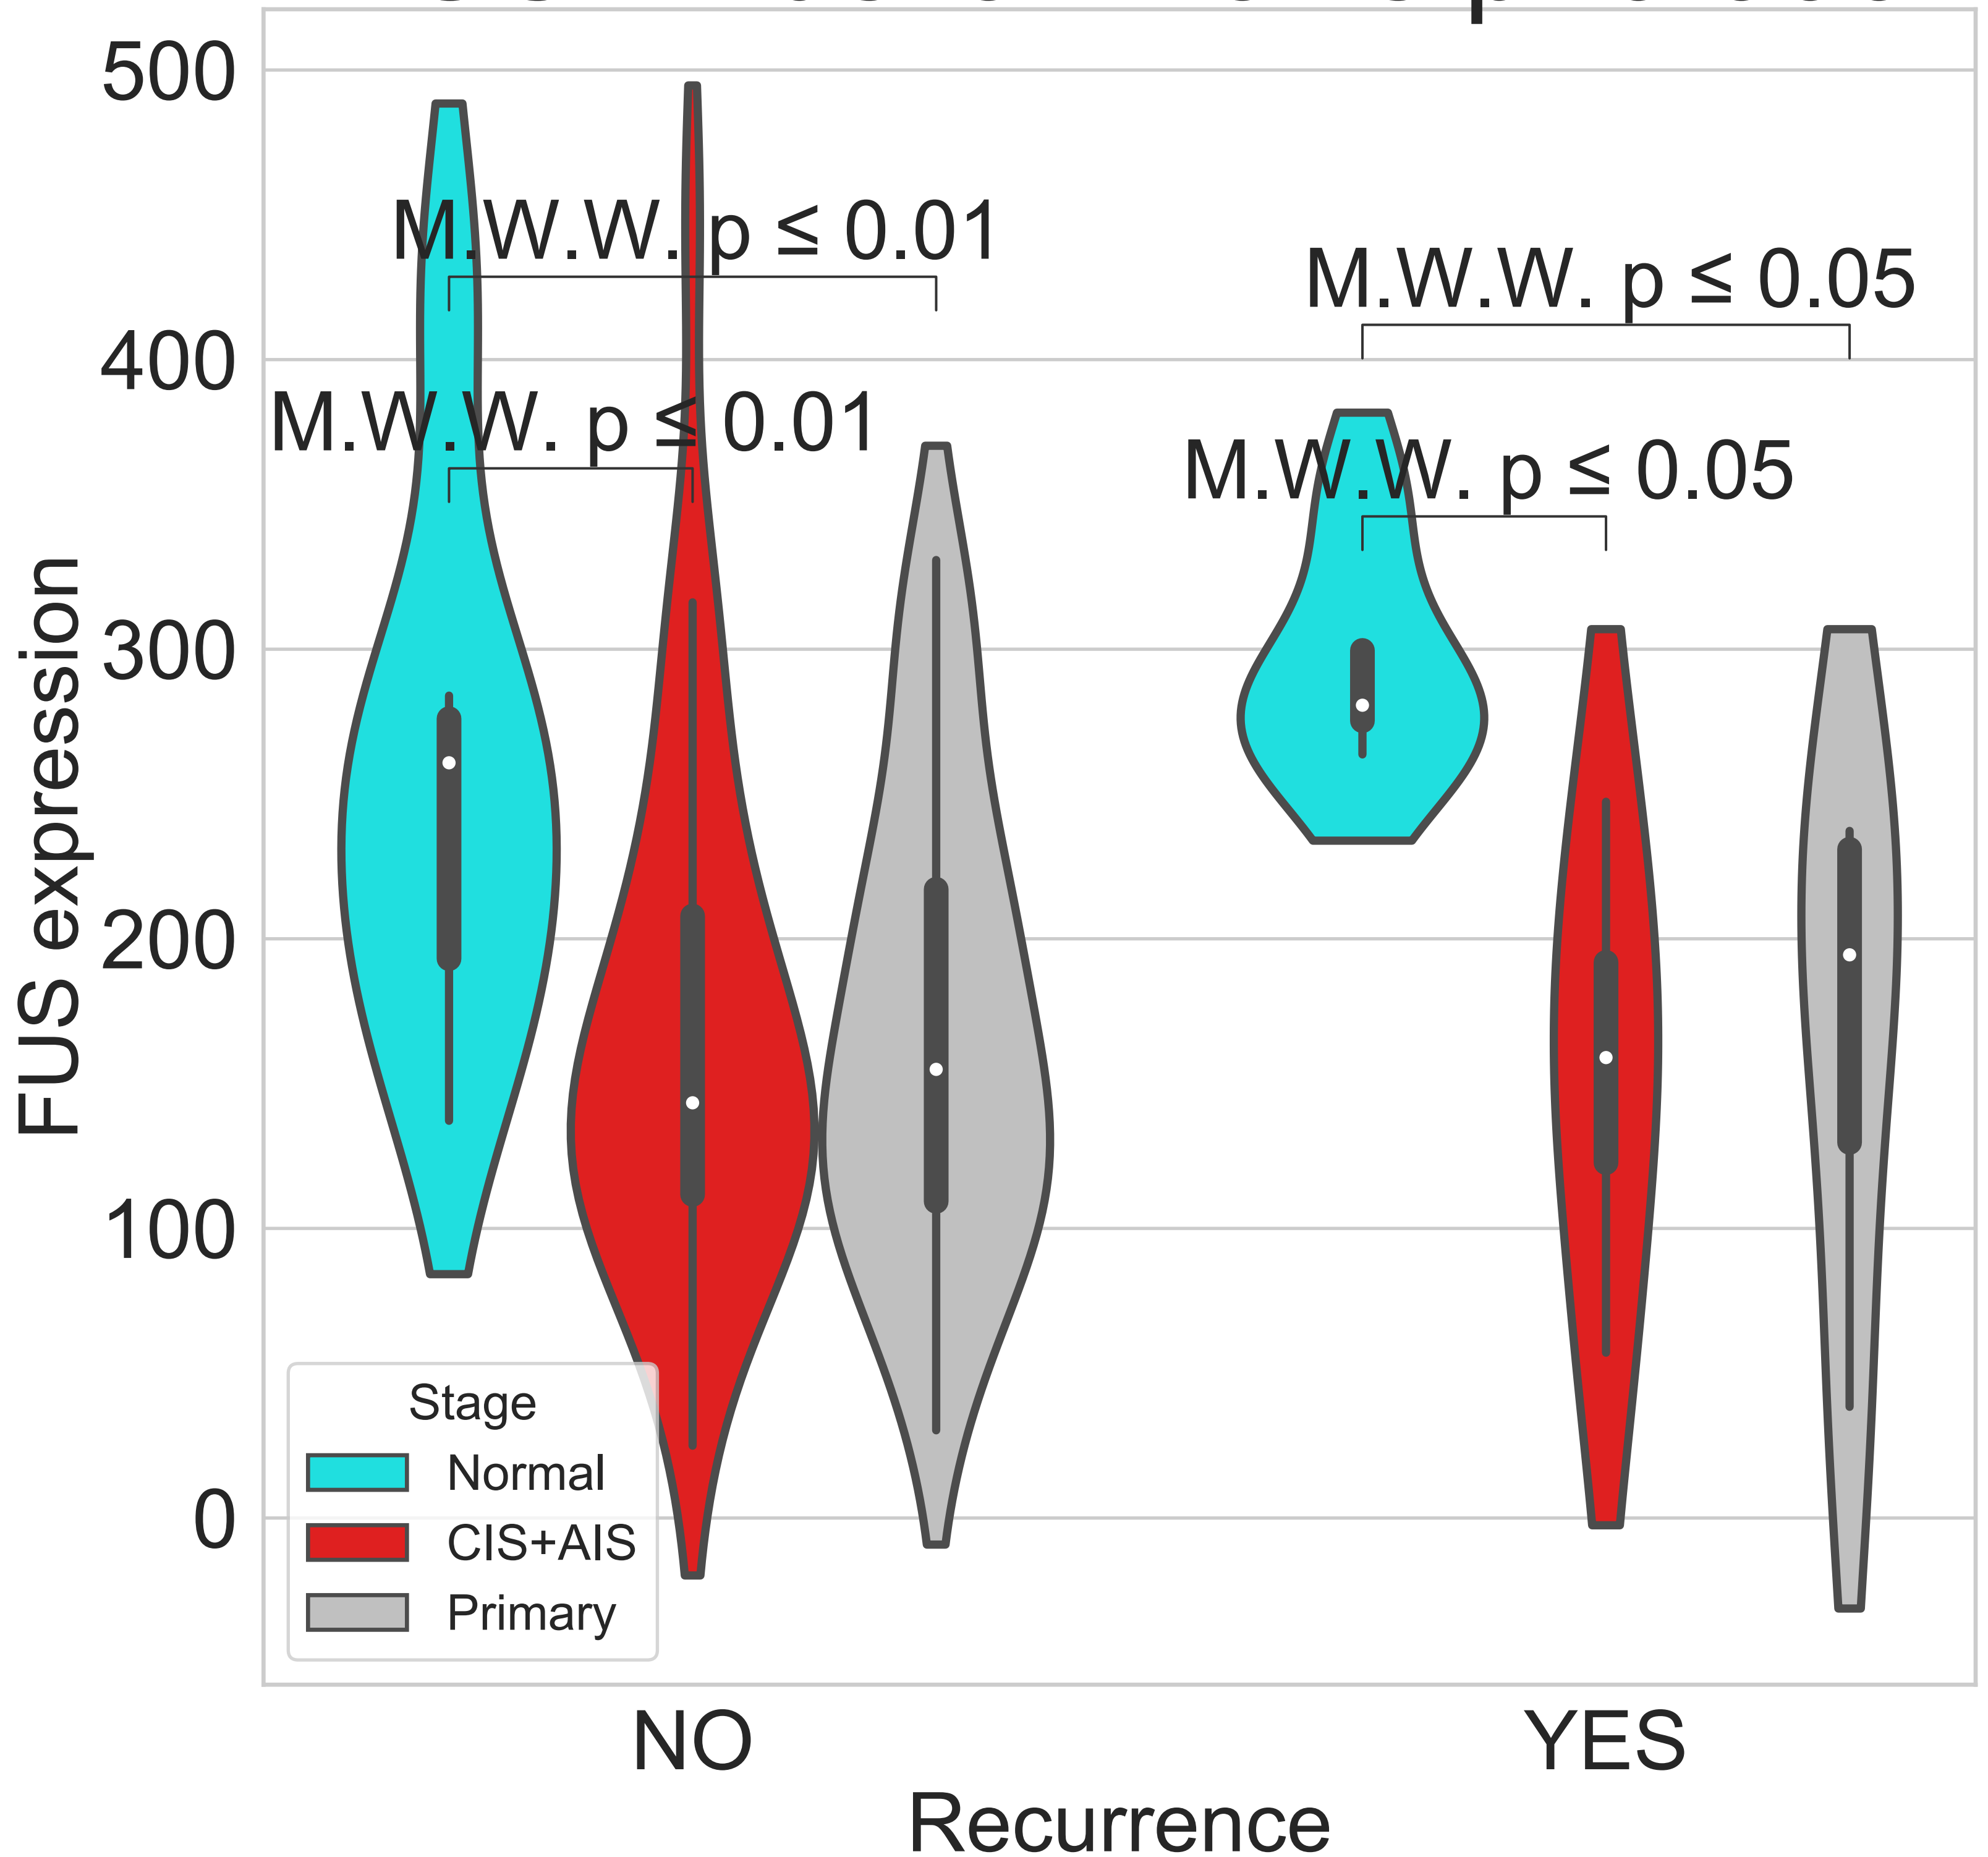 500
M.W.W. p ≤ 0.01
M.W.W. p ≤ 0.05
400
M.W.W. p ≤ 0.01
M.W.W. p ≤ 0.05
300
200
100
0
FUS expression
Stage
Normal
CIS+AIS
Primary
NO
YES
Recurrence